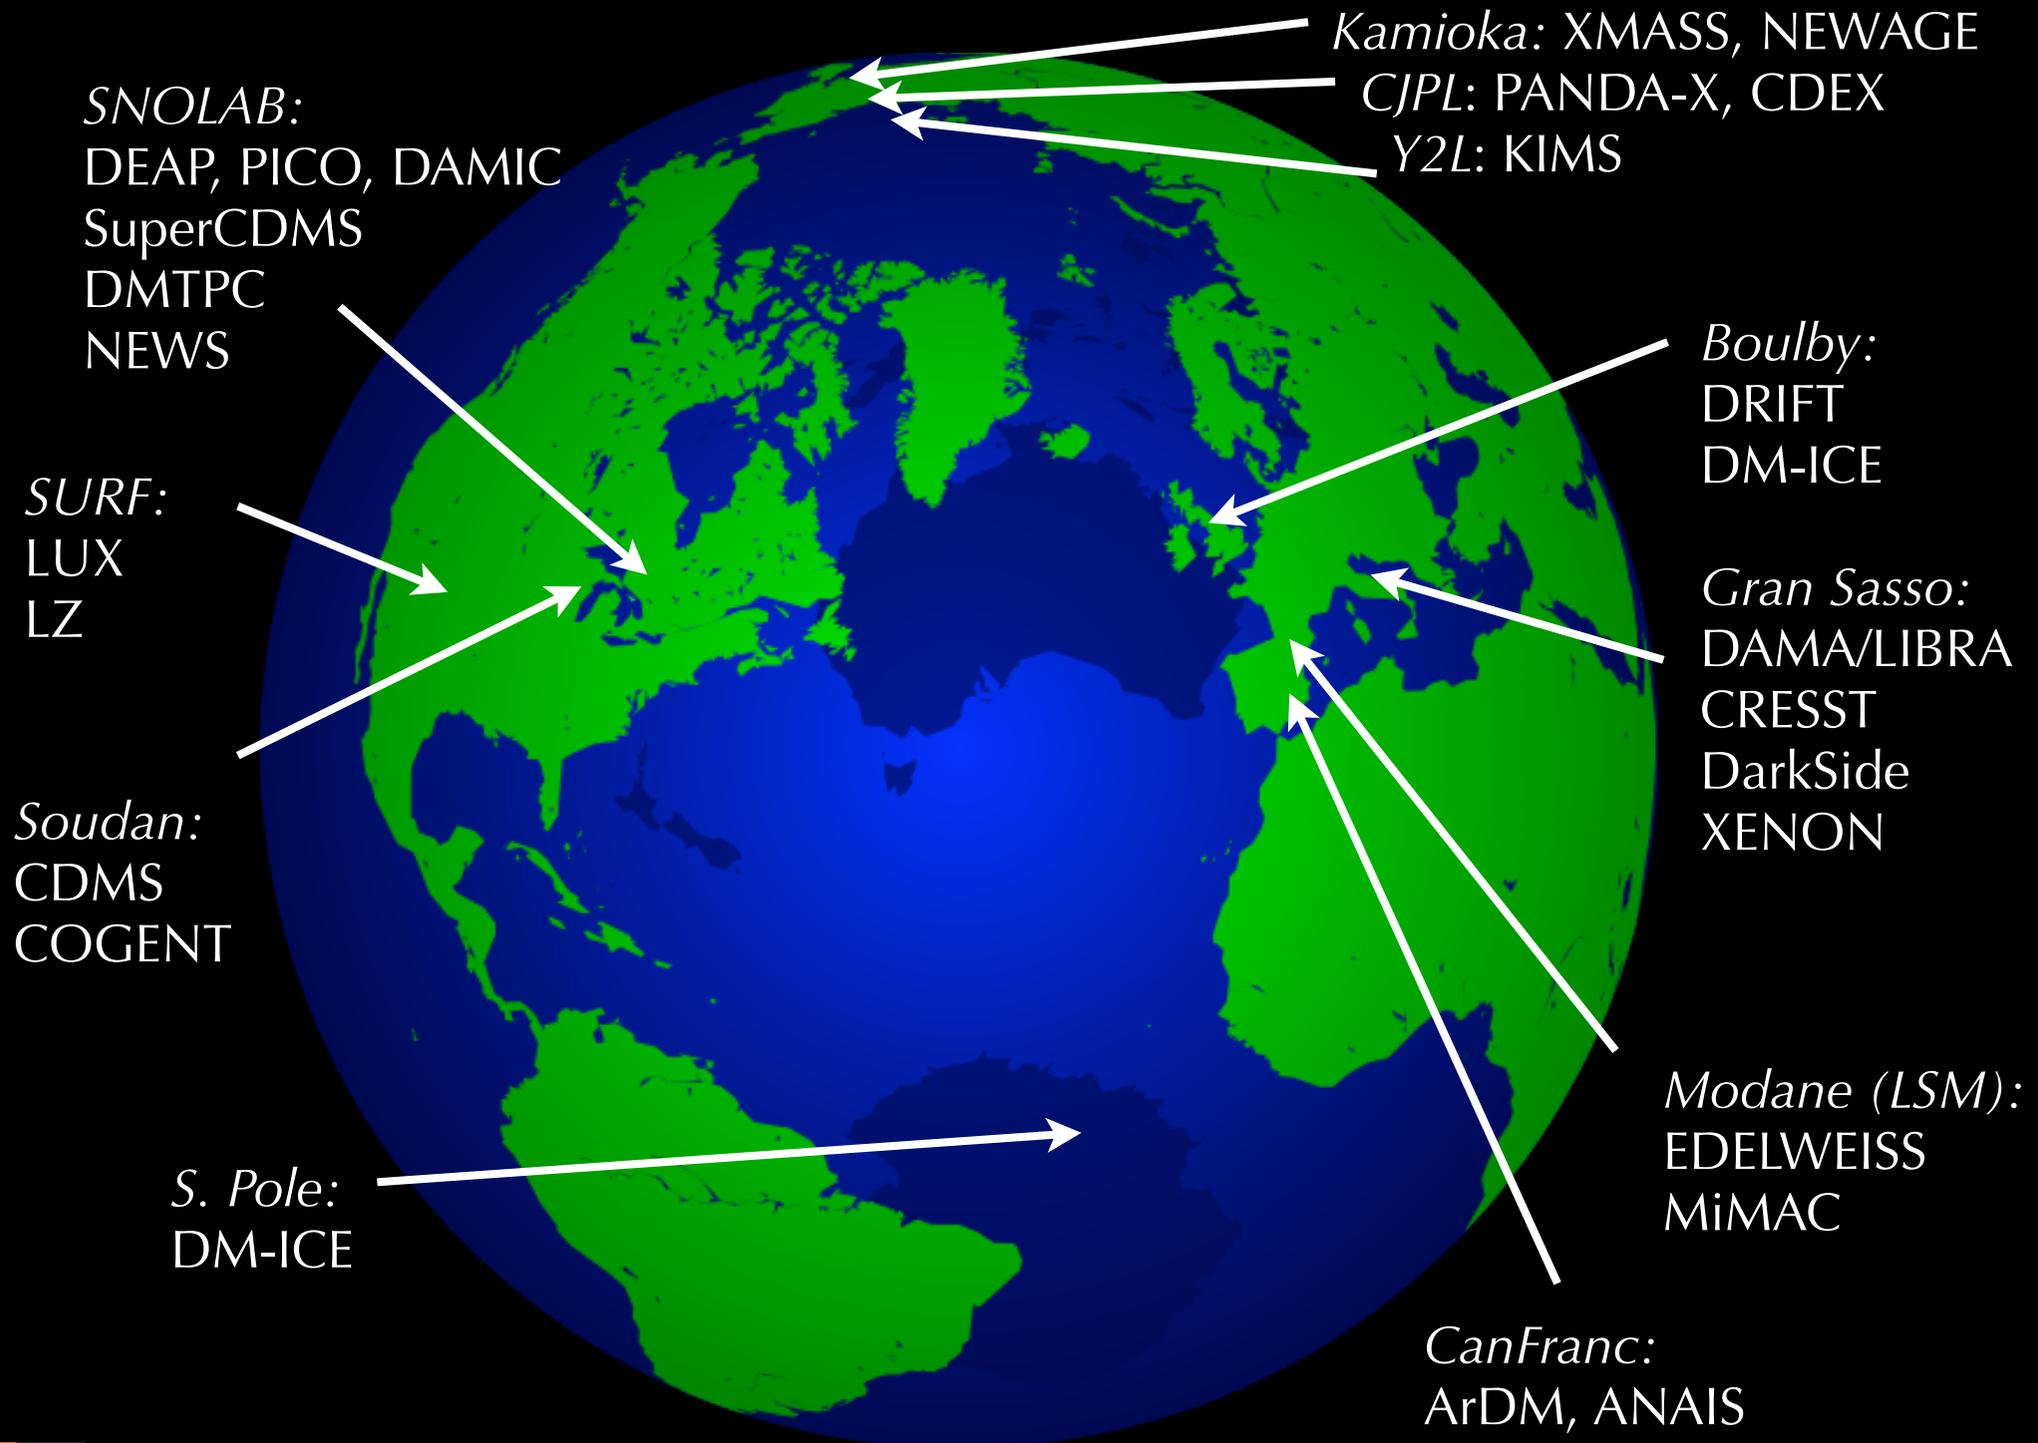 Kamioka: XMASS, NEWAGE
CJPL: PANDA-X, CDEX
Y2L: KIMS
SNOLAB:
DEAP, PICO, DAMIC
SuperCDMS
DMTPC
NEWS
Boulby:
DRIFT
DM-ICE
SURF:
LUX
LZ
Gran Sasso:
DAMA/LIBRA
CRESST
DarkSide
XENON
Soudan:
CDMS
COGENT
Modane (LSM):
EDELWEISS
MiMAC
S. Pole:
DM-ICE
CanFranc:
ArDM, ANAIS